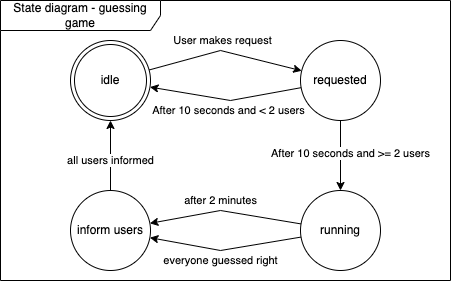 State diagram - guessing
game
User makes request
idle
requested
After 10 seconds and < 2 users
all users informed
After 10 seconds and >= 2 users
after 2 minutes
inform users
running
everyone guessed right